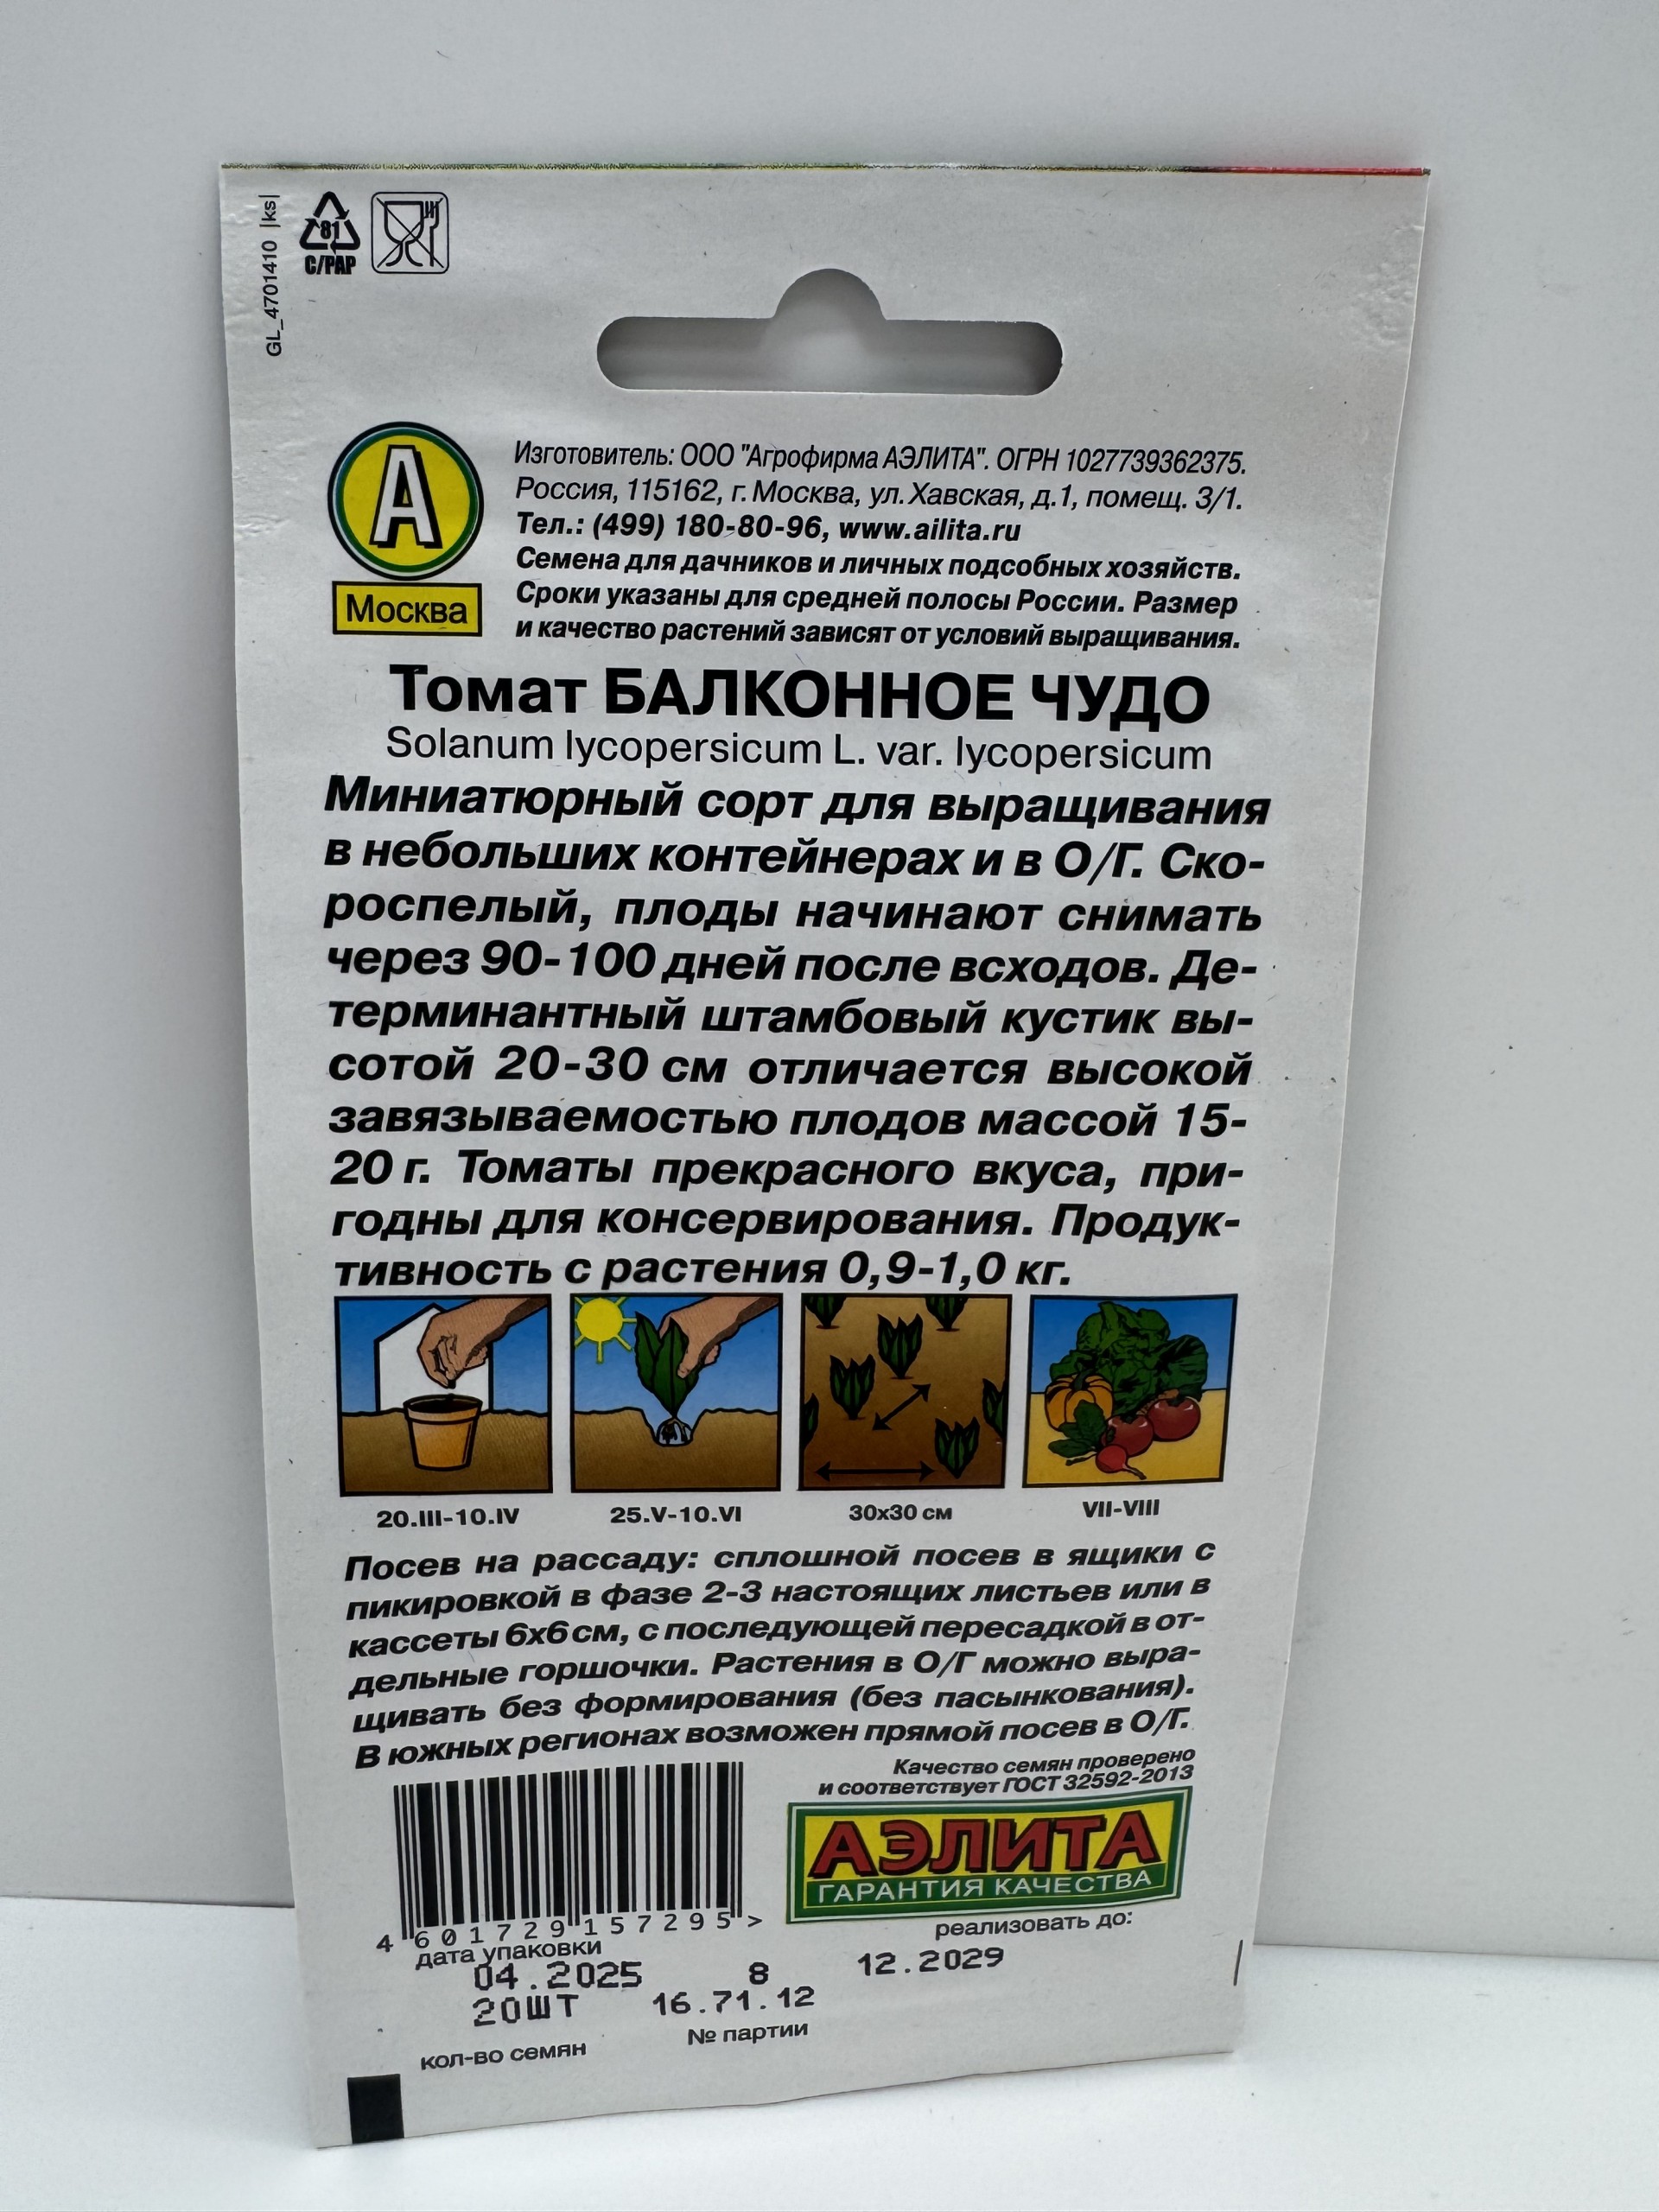 GL_4701410 |ks|
81
C/PAP
А
Москва
Изготовитель: ООО "Агрофирма АЭЛИТА". ОГРН 1027739362375.
Россия, 115162, г. Москва, ул. Хавская, д.1, помещ. 3/1.
Тел.: (499) 180-80-96, www.ailita.ru
Семена для дачников и личных подсобных хозяйств.
Сроки указаны для средней полосы России. Размер
и качество растений зависят от условий выращивания.
Томат БАЛКОННОЕ ЧУДО
Solanum lycopersicum L. var. lycopersicum
Миниатюрный сорт для выращивания
в небольших контейнерах и в О/Г. Ско-
роспелый, плоды начинают снимать
через 90-100 дней после всходов. Де-
терминантный штамбовый кустик вы-
сотой 20-30 см отличается высокой
завязываемостью плодов массой 15-
20 г. Томаты прекрасного вкуса, при-
годны для консервирования. Продук-
тивность с растения 0,9-1,0 кг.
20.III-10.IV
25.V-10.VI
30x30 см
VII-VIII
Посев на рассаду: сплошной посев в ящики с
пикировкой в фазе 2-3 настоящих листьев или в
кассеты 6x6 см, с последующей пересадкой в от-
дельные горшочки. Растения в О/Г можно выра-
щивать без формирования (без пасынкования).
В южных регионах возможен прямой посев в О/Г.
Качество семян проверено
и соответствует ГОСТ 32592-2013
АЭЛИТА
ГАРАНТИЯ КАЧЕСТВА
4 601729 157295 >
дата упаковки
реализовать до:
04.2025 8 12.2029
20ШТ 16.71.12
кол-во семян
№ партии